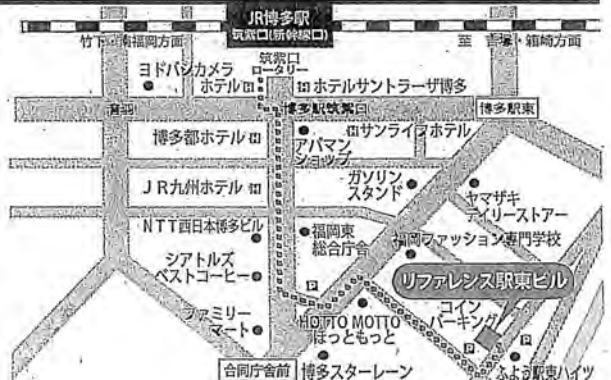 JR博多駅
筑紫口(新幹線口)
竹下・南福岡方面
至 吉塚・箱崎方面
筑紫口
ロータリー
ヨドバシカメラ
ホテル
ホテルサントラーザ博多
音羽
博多駅筑紫口
博多駅東
博多都ホテル
サンライフホテル
アパマン
ショップ
JR九州ホテル
ガソリン
スタンド
ヤマザキ
デイリーストアー
NTT西日本博多ビル
福岡東
総合庁舎
福岡ファッション専門学校
シアトルズ
ベストコーヒー
P
リファレンス駅東ビル
コイン
パーキング
ファミリー
マート
HOTTO MOTTO
ほっともっと
P
P
合同庁舎前
博多スターレーン
ふよう駅東ハイツ